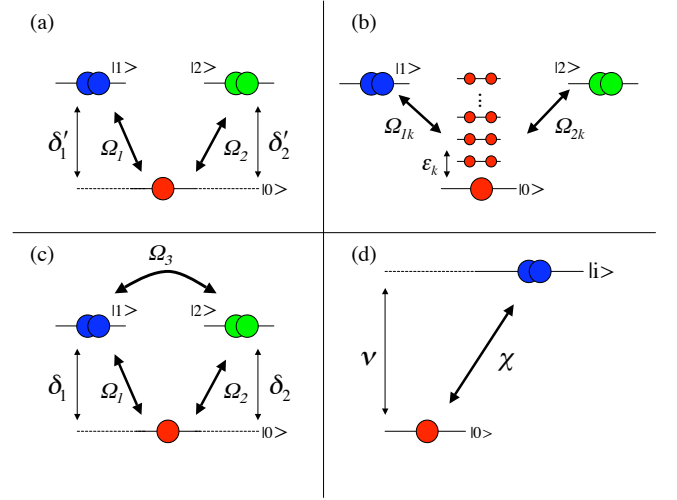 (a)
|1>
|2>
δ′₁
Ω₁
Ω₂
δ′₂
|0>
(b)
|1>
|2>
⋮
Ω₁ₖ
Ω₂ₖ
εₖ
|0>
(c)
Ω₃
|1>
|2>
δ₁
Ω₁
Ω₂
δ₂
|0>
(d)
|i>
ν
χ
|0>